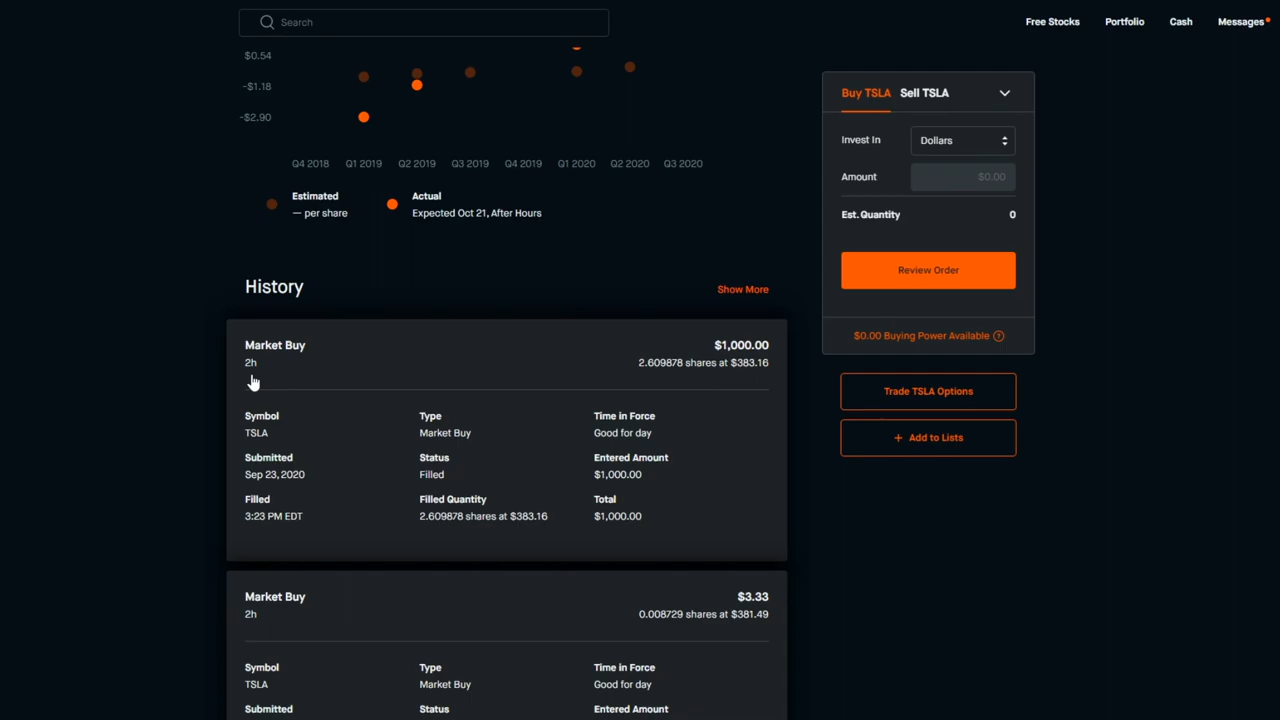 Search
Free Stocks Portfolio Cash Messages
$0.54
-$1.18
-$2.90
Q4 2018 Q1 2019 Q2 2019 Q3 2019 Q4 2019 Q1 2020 Q2 2020 Q3 2020
Estimated
— per share
Actual
Expected Oct 21, After Hours
History
Show More
Market Buy $1,000.00
2h 2.609878 shares at $383.16
Symbol Type Time in Force
TSLA Market Buy Good for day
Submitted Status Entered Amount
Sep 23, 2020 Filled $1,000.00
Filled Filled Quantity Total
3:23 PM EDT 2.609878 shares at $383.16 $1,000.00
Market Buy $3.33
2h 0.008729 shares at $381.49
Symbol Type Time in Force
TSLA Market Buy Good for day
Submitted Status Entered Amount
Buy TSLA Sell TSLA
Invest In Dollars
Amount $0.00
Est. Quantity 0
Review Order
$0.00 Buying Power Available ?
Trade TSLA Options
+ Add to Lists